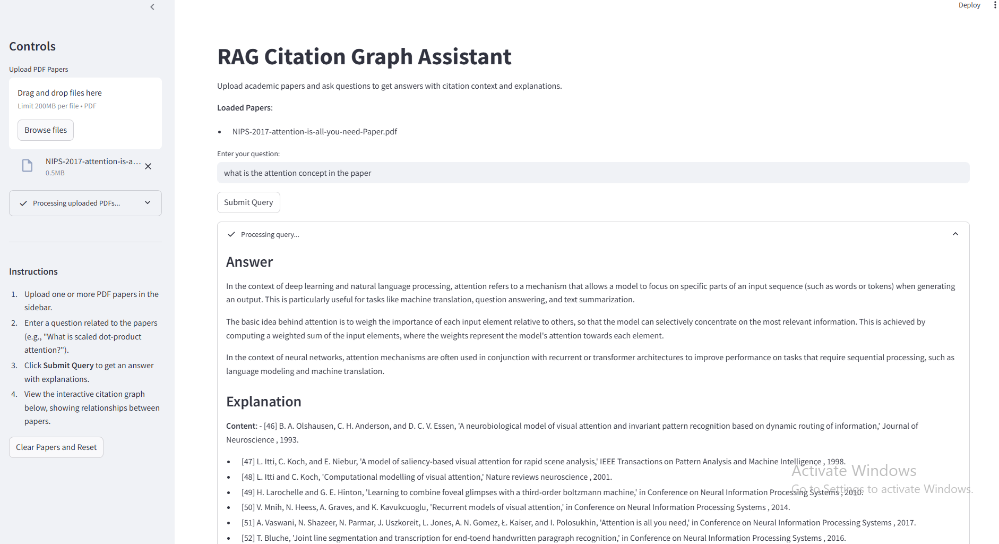 Deploy
Controls
Upload PDF Papers
Drag and drop files here
Limit 200MB per file • PDF
Browse files
NIPS-2017-attention-is-a...
0.5MB
Processing uploaded PDFs...
Instructions
1. Upload one or more PDF papers in the
sidebar.
2. Enter a question related to the papers
(e.g., "What is scaled dot-product
attention?").
3. Click Submit Query to get an answer
with explanations.
4. View the interactive citation graph
below, showing relationships between
papers.
Clear Papers and Reset
RAG Citation Graph Assistant
Upload academic papers and ask questions to get answers with citation context and explanations.
Loaded Papers:
• NIPS-2017-attention-is-all-you-need-Paper.pdf
Enter your question:
what is the attention concept in the paper
Submit Query
Processing query...
Answer
In the context of deep learning and natural language processing, attention refers to a mechanism that allows a model to focus on specific parts of an input sequence (such as words or tokens) when generating
an output. This is particularly useful for tasks like machine translation, question answering, and text summarization.
The basic idea behind attention is to weigh the importance of each input element relative to others, so that the model can selectively concentrate on the most relevant information. This is achieved by
computing a weighted sum of the input elements, where the weights represent the model's attention towards each element.
In the context of neural networks, attention mechanisms are often used in conjunction with recurrent or transformer architectures to improve performance on tasks that require sequential processing, such as
language modeling and machine translation.
Explanation
Content: - [46] B. A. Olshausen, C. H. Anderson, and D. C. V. Essen, 'A neurobiological model of visual attention and invariant pattern recognition based on dynamic routing of information,' Journal of
Neuroscience , 1993.
• [47] L. Itti, C. Koch, and E. Niebur, 'A model of saliency-based visual attention for rapid scene analysis,' IEEE Transactions on Pattern Analysis and Machine Intelligence , 1998.
• [48] L. Itti and C. Koch, 'Computational modelling of visual attention,' Nature reviews neuroscience , 2001.
• [49] H. Larochelle and G. E. Hinton, 'Learning to combine foveal glimpses with a third-order boltzmann machine,' in Conference on Neural Information Processing Systems , 2010.
• [50] V. Mnih, N. Heess, A. Graves, and K. Kavukcuoglu, 'Recurrent models of visual attention,' in Conference on Neural Information Processing Systems , 2014.
• [51] A. Vaswani, N. Shazeer, N. Parmar, J. Uszkoreit, L. Jones, A. N. Gomez, Ł. Kaiser, and I. Polosukhin, 'Attention is all you need,' in Conference on Neural Information Processing Systems , 2017.
• [52] T. Bluche, 'Joint line segmentation and transcription for end-toend handwritten paragraph recognition,' in Conference on Neural Information Processing Systems , 2016.
Activate Windows
Go to Settings to activate Windows.